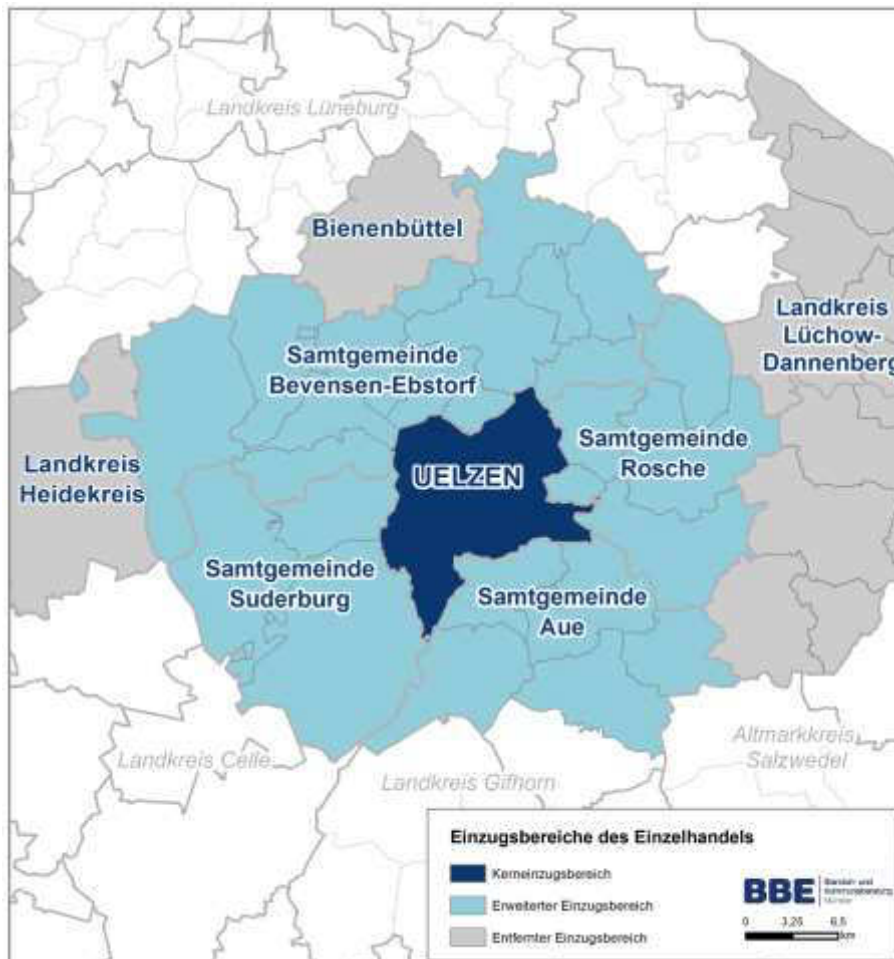 Landkreis Lüneburg
Bienenbüttel
Landkreis
Lüchow-
Dannenberg
Samtgemeinde
Bevensen-Ebstorf
Samtgemeinde
Rosche
Landkreis
Heidekreis
UELZEN
Samtgemeinde
Suderburg
Samtgemeinde
Aue
Landkreis Celle
Landkreis Gifhorn
Altmarkkreis
Salzwedel
Einzugsbereiche des Einzelhandels
Kerneinzugsbereich
Erweiterter Einzugsbereich
Entfernter Einzugsbereich
BBE
Münster
0 3,25 6,5
km